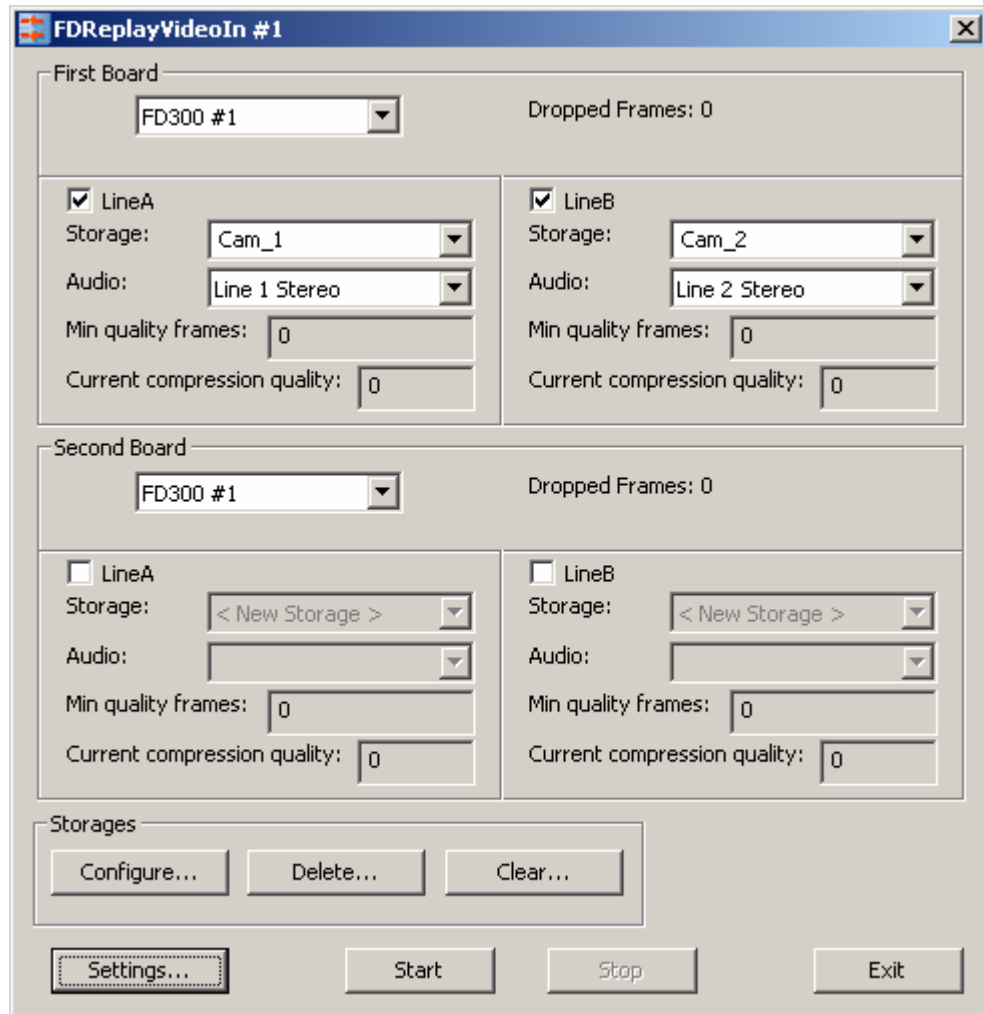 FDReplayVideoIn #1
First Board
FD300 #1
Dropped Frames: 0
LineA
Storage: Cam_1
Audio: Line 1 Stereo
Min quality frames: 0
Current compression quality: 0
LineB
Storage: Cam_2
Audio: Line 2 Stereo
Min quality frames: 0
Current compression quality: 0
Second Board
FD300 #1
Dropped Frames: 0
LineA
Storage: < New Storage >
Audio:
Min quality frames: 0
Current compression quality: 0
LineB
Storage: < New Storage >
Audio:
Min quality frames: 0
Current compression quality: 0
Storages
Configure... Delete... Clear...
Settings... Start Stop Exit